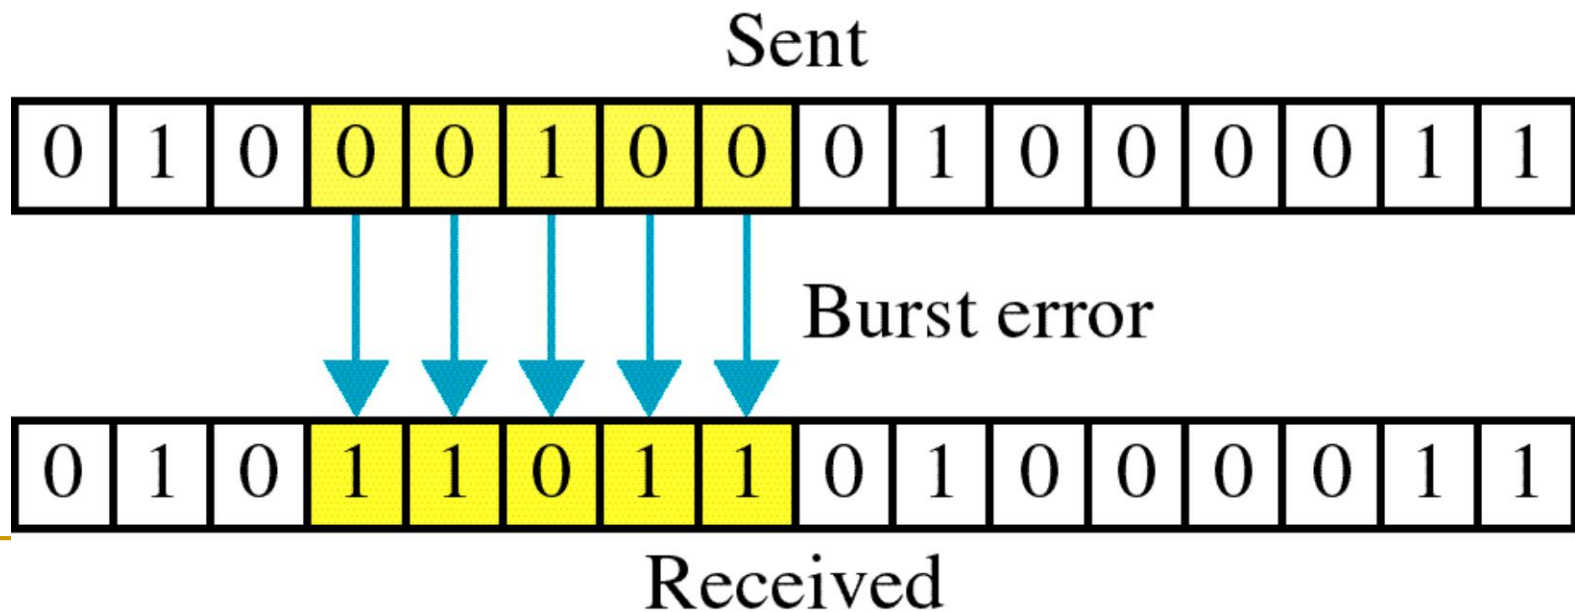 Sent
0 1 0 0 0 1 0 0 0 1 0 0 0 0 1 1
Burst error
0 1 0 1 1 0 1 1 0 1 0 0 0 0 1 1
Received